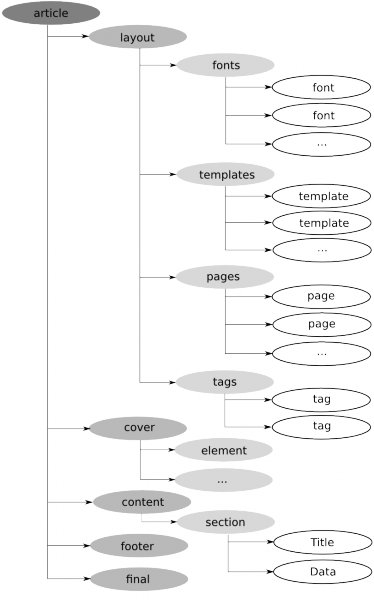 article
layout
fonts
font
font
...
templates
template
template
...
pages
page
page
...
tags
tag
tag
cover
element
...
content
section
Title
Data
footer
final